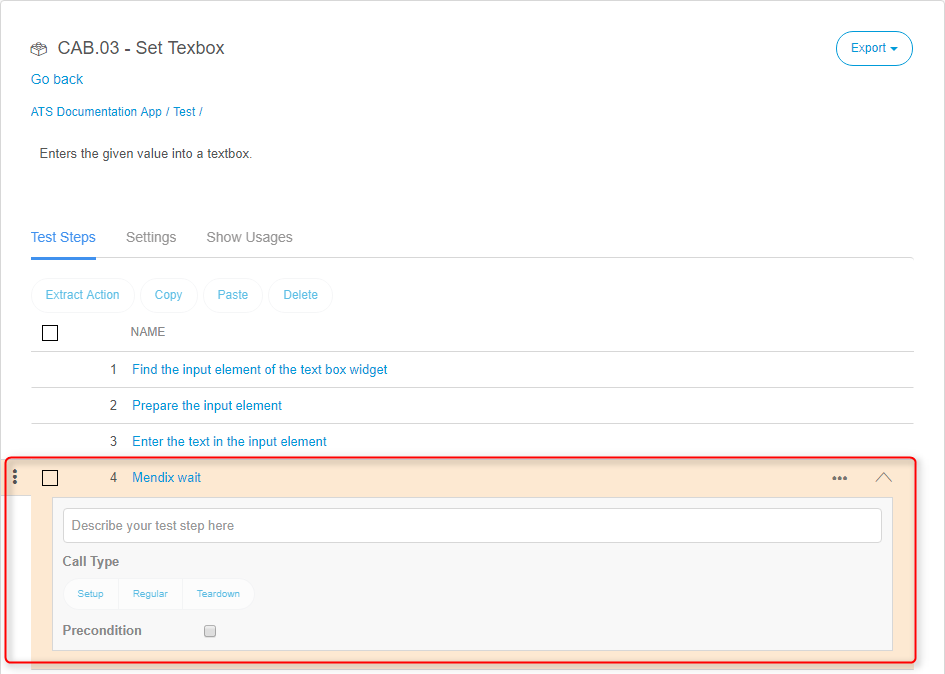 CAB.03 - Set Texbox
Export
Go back
ATS Documentation App / Test /
Enters the given value into a textbox.
Test Steps Settings Show Usages
Extract Action Copy Paste Delete
NAME
1 Find the input element of the text box widget
2 Prepare the input element
3 Enter the text in the input element
4 Mendix wait
Describe your test step here
Call Type
Setup Regular Teardown
Precondition